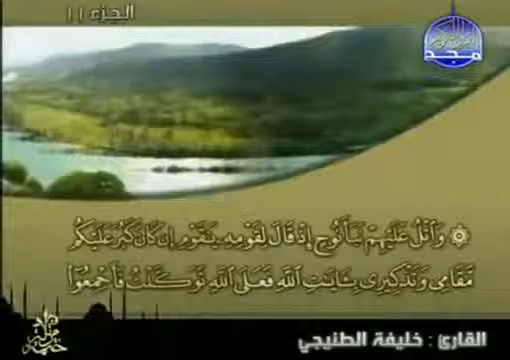 الجزء ١١
مجد
۞ وَٱتْلُ عَلَيْهِمْ نَبَأَ نُوحٍ إِذْ قَالَ لِقَوْمِهِۦ يَٰقَوْمِ إِن كَانَ كَبُرَ عَلَيْكُم
مَّقَامِى وَتَذْكِيرِى بِـَٔايَٰتِ ٱللَّهِ فَعَلَى ٱللَّهِ تَوَكَّلْتُ فَأَجْمِعُوٓا۟
القارئ : خليفة الطنيجي